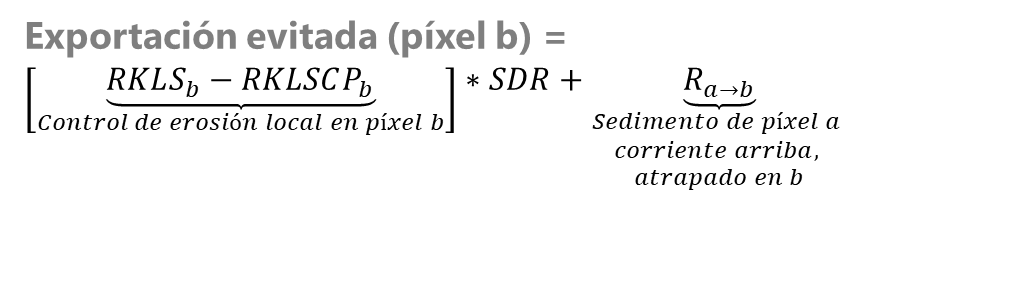 Exportación evitada (píxel b) =
[RKLS_b − RKLSCP_b] * SDR + R_{a→b}
Control de erosión local en píxel b
Sedimento de píxel a
corriente arriba,
atrapado en b